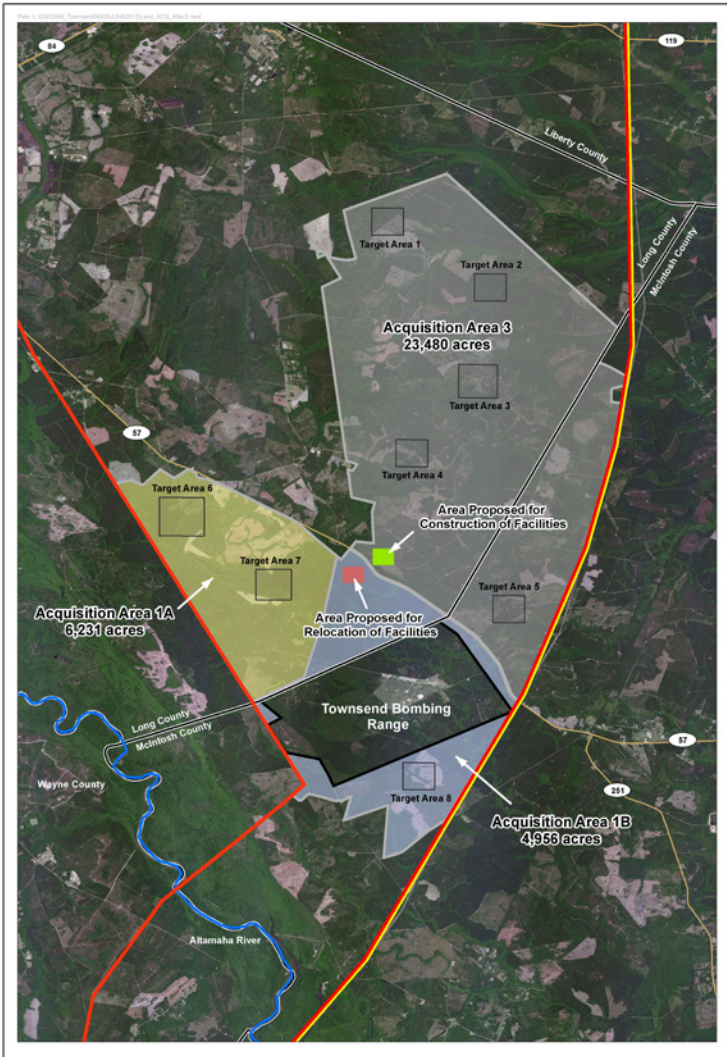 84
119
Liberty County
Long County
McIntosh County
Target Area 1
Target Area 2
Acquisition Area 3
23,480 acres
Target Area 3
57
Target Area 4
Target Area 6
Area Proposed for
Construction of Facilities
Target Area 7
Target Area 5
Acquisition Area 1A
6,231 acres
Area Proposed for
Relocation of Facilities
Townsend Bombing
Range
Long County
McIntosh County
57
Wayne County
Target Area 8
251
Acquisition Area 1B
4,956 acres
Altamaha River